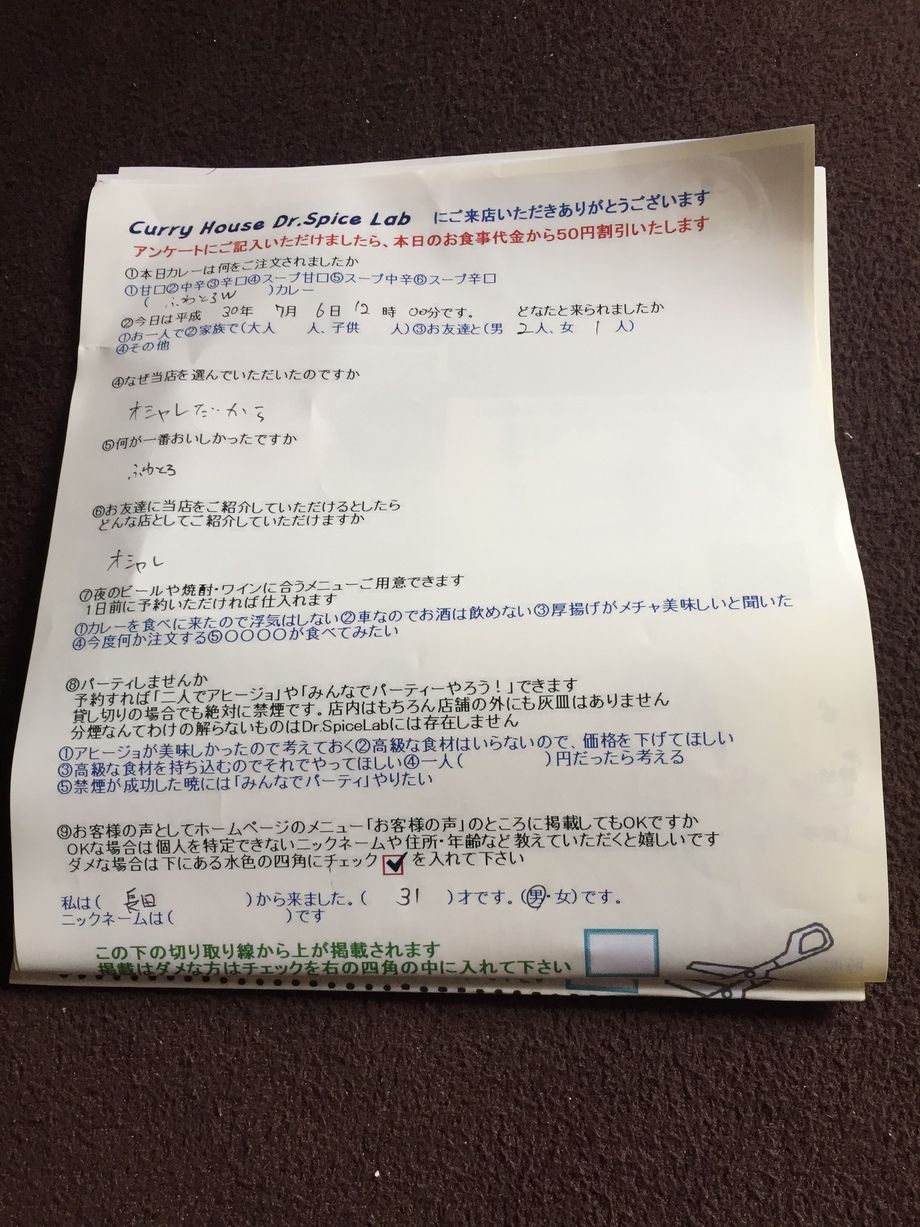 Curry House Dr.Spice Lab にご来店いただきありがとうございます
アンケートにご記入いただけましたら、本日のお食事代金から50円割引いたします
①本日カレーは何をご注文されましたか
①甘口②中辛③辛口④スープ甘口⑤スープ中辛⑥スープ辛口
( ふわとろW )カレー
②今日は平成 30年 7月 6日 12 時 00分です。 どなたと来られましたか
①お一人で②家族で(大人 人、子供 人)③お友達と(男 2人、女 1人)
④その他
④なぜ当店を選んでいただいたのですか
オシャレだから
⑤何が一番おいしかったですか
ふわとろ
⑥お友達に当店をご紹介していただけるとしたら
どんな店としてご紹介していただけますか
オシャレ
⑦夜のビールや焼酎・ワインに合うメニューご用意できます
1日前に予約いただければ仕入れます
①カレーを食べに来たので浮気はしない②車なのでお酒は飲めない③厚揚げがメチャ美味しいと聞いた
④今度何か注文する⑤〇〇〇〇が食べてみたい
⑧パーティしませんか
予約すれば「二人でアヒージョ」や「みんなでパーティーやろう！」できます
貸し切りの場合でも絶対に禁煙です。店内はもちろん店舗の外にも灰皿はありません
分煙なんてわけの解らないものはDr.SpiceLabには存在しません
①アヒージョが美味しかったので考えておく②高級な食材はいらないので、価格を下げてほしい
③高級な食材を持ち込むのでそれでやってほしい④一人( )円だったら考える
⑤禁煙が成功した暁には「みんなでパーティ」やりたい
⑨お客様の声としてホームページのメニュー「お客様の声」のところに掲載してもOKですか
OKな場合は個人を特定できないニックネームや住所・年齢など教えていただくと嬉しいです
ダメな場合は下にある水色の四角にチェック☑を入れて下さい
私は( 長田 )から来ました。( 31 )才です。(男・女)です。
ニックネームは( )です
この下の切り取り線から上が掲載されます
掲載はダメな方はチェックを右の四角の中に入れて下さい